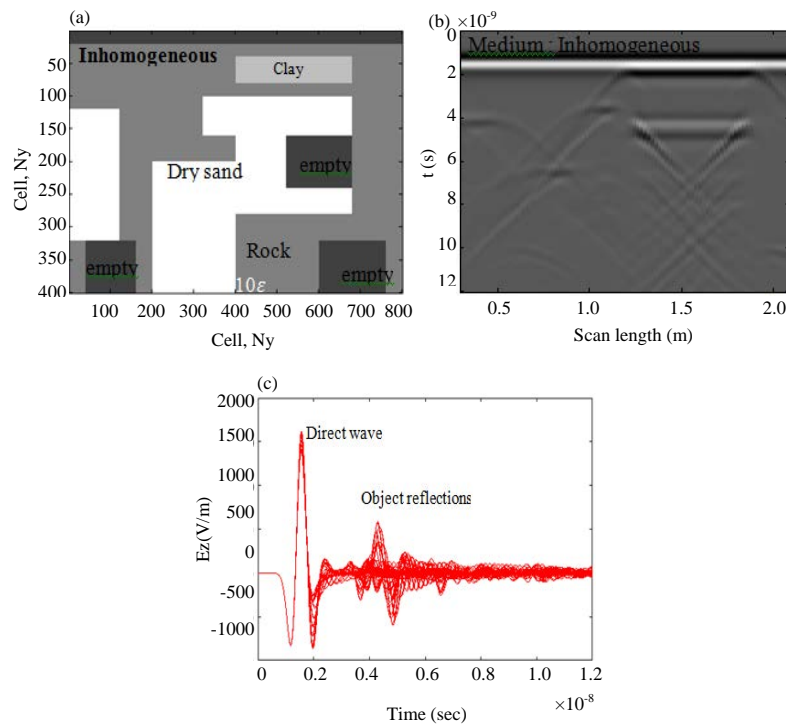 (a)
Inhomogeneous
Clay
Dry sand
empty
Rock
empty
empty
10ε
50
100
150
200
250
300
350
400
Cell, Ny
100 200 300 400 500 600 700 800
Cell, Ny
(b)
×10⁻⁹
Medium : Inhomogeneous
0
2
4
6
8
10
12
t (s)
0.5 1.0 1.5 2.0
Scan length (m)
(c)
2000
1500
1000
500
0
-500
-1000
Ez(V/m)
Direct wave
Object reflections
0 0.2 0.4 0.6 0.8 1.0 1.2
×10⁻⁸
Time (sec)